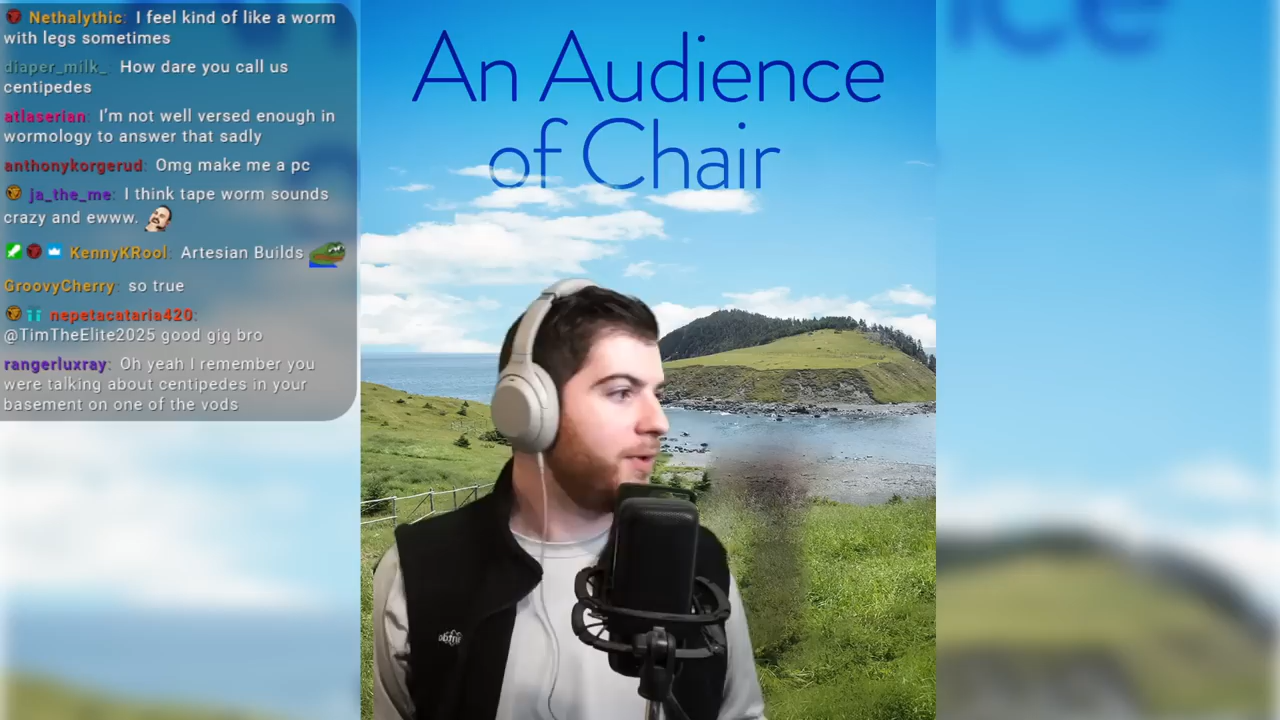 Nethalythic: I feel kind of like a worm
with legs sometimes
diaper_milk_ How dare you call us
centipedes
atlaserian: I'm not well versed enough in
wormology to answer that sadly
anthonykorgerud: Omg make me a pc
ja_the_me: I think tape worm sounds
crazy and ewww.
KennyKRool: Artesian Builds
GroovyCherry: so true
nepetacataria420:
@TimTheElite2025 good gig bro
rangerluxray: Oh yeah I remember you
were talking about centipedes in your
basement on one of the vods
An Audience
of Chair